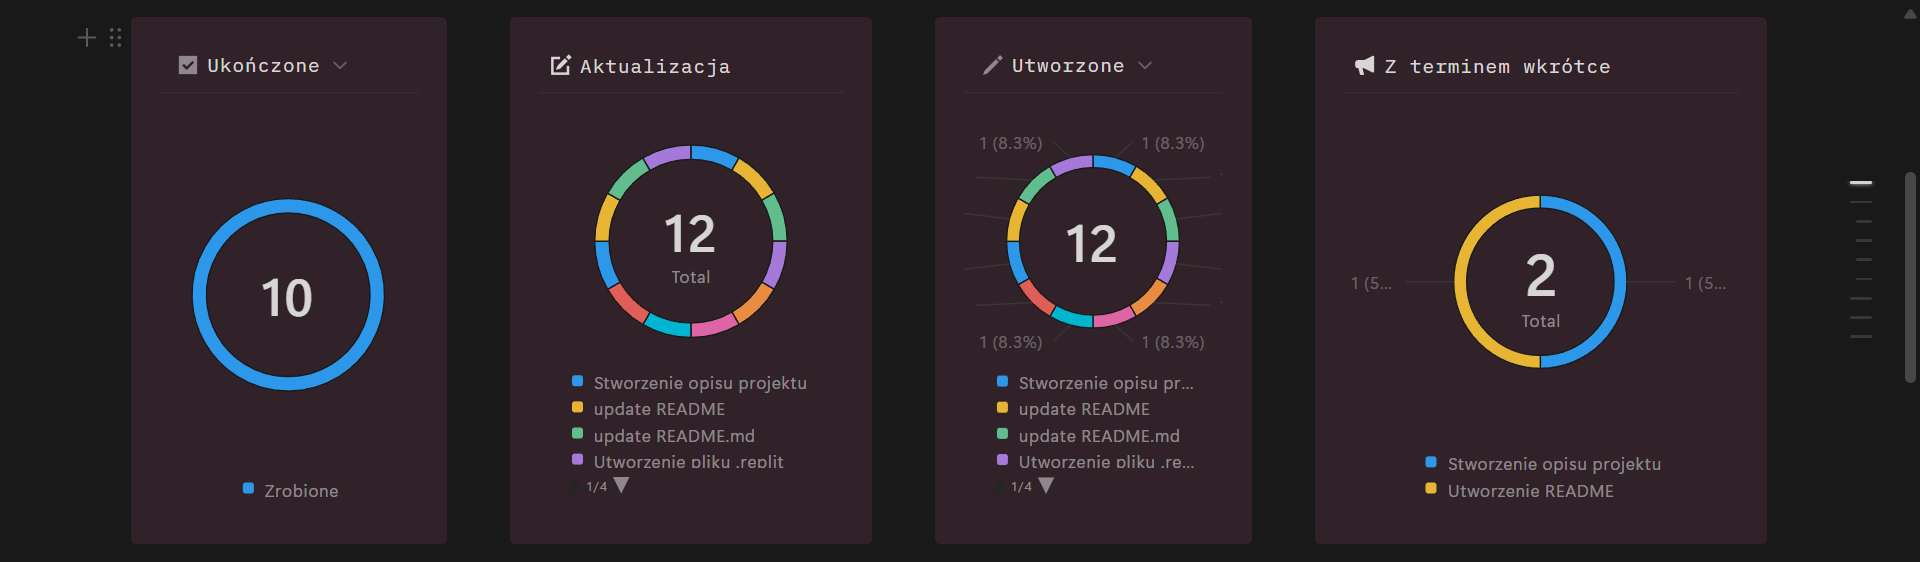 Ukończone
10
Zrobione
Aktualizacja
12
Total
Stworzenie opisu projektu
update README
update README.md
Utworzenie pliku .replit
1/4
Utworzone
1 (8.3%) 1 (8.3%)
12
1 (8.3%) 1 (8.3%)
Stworzenie opisu pr...
update README
update README.md
Utworzenie pliku .re...
1/4
Z terminem wkrótce
1 (5... 1 (5...
2
Total
Stworzenie opisu projektu
Utworzenie README